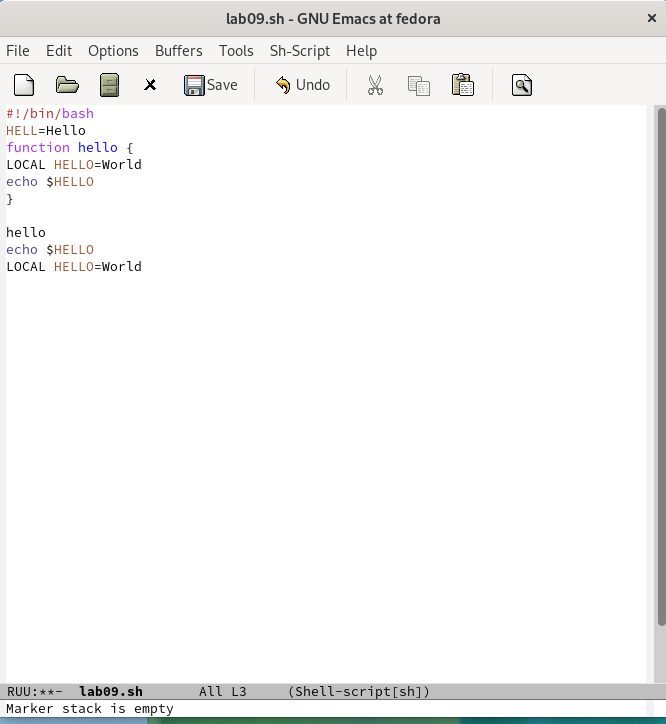 lab09.sh - GNU Emacs at fedora
File Edit Options Buffers Tools Sh-Script Help
Save Undo
#!/bin/bash
HELL=Hello
function hello {
LOCAL HELLO=World
echo $HELLO
}
hello
echo $HELLO
LOCAL HELLO=World
RUU:**- lab09.sh All L3 (Shell-script[sh])
Marker stack is empty